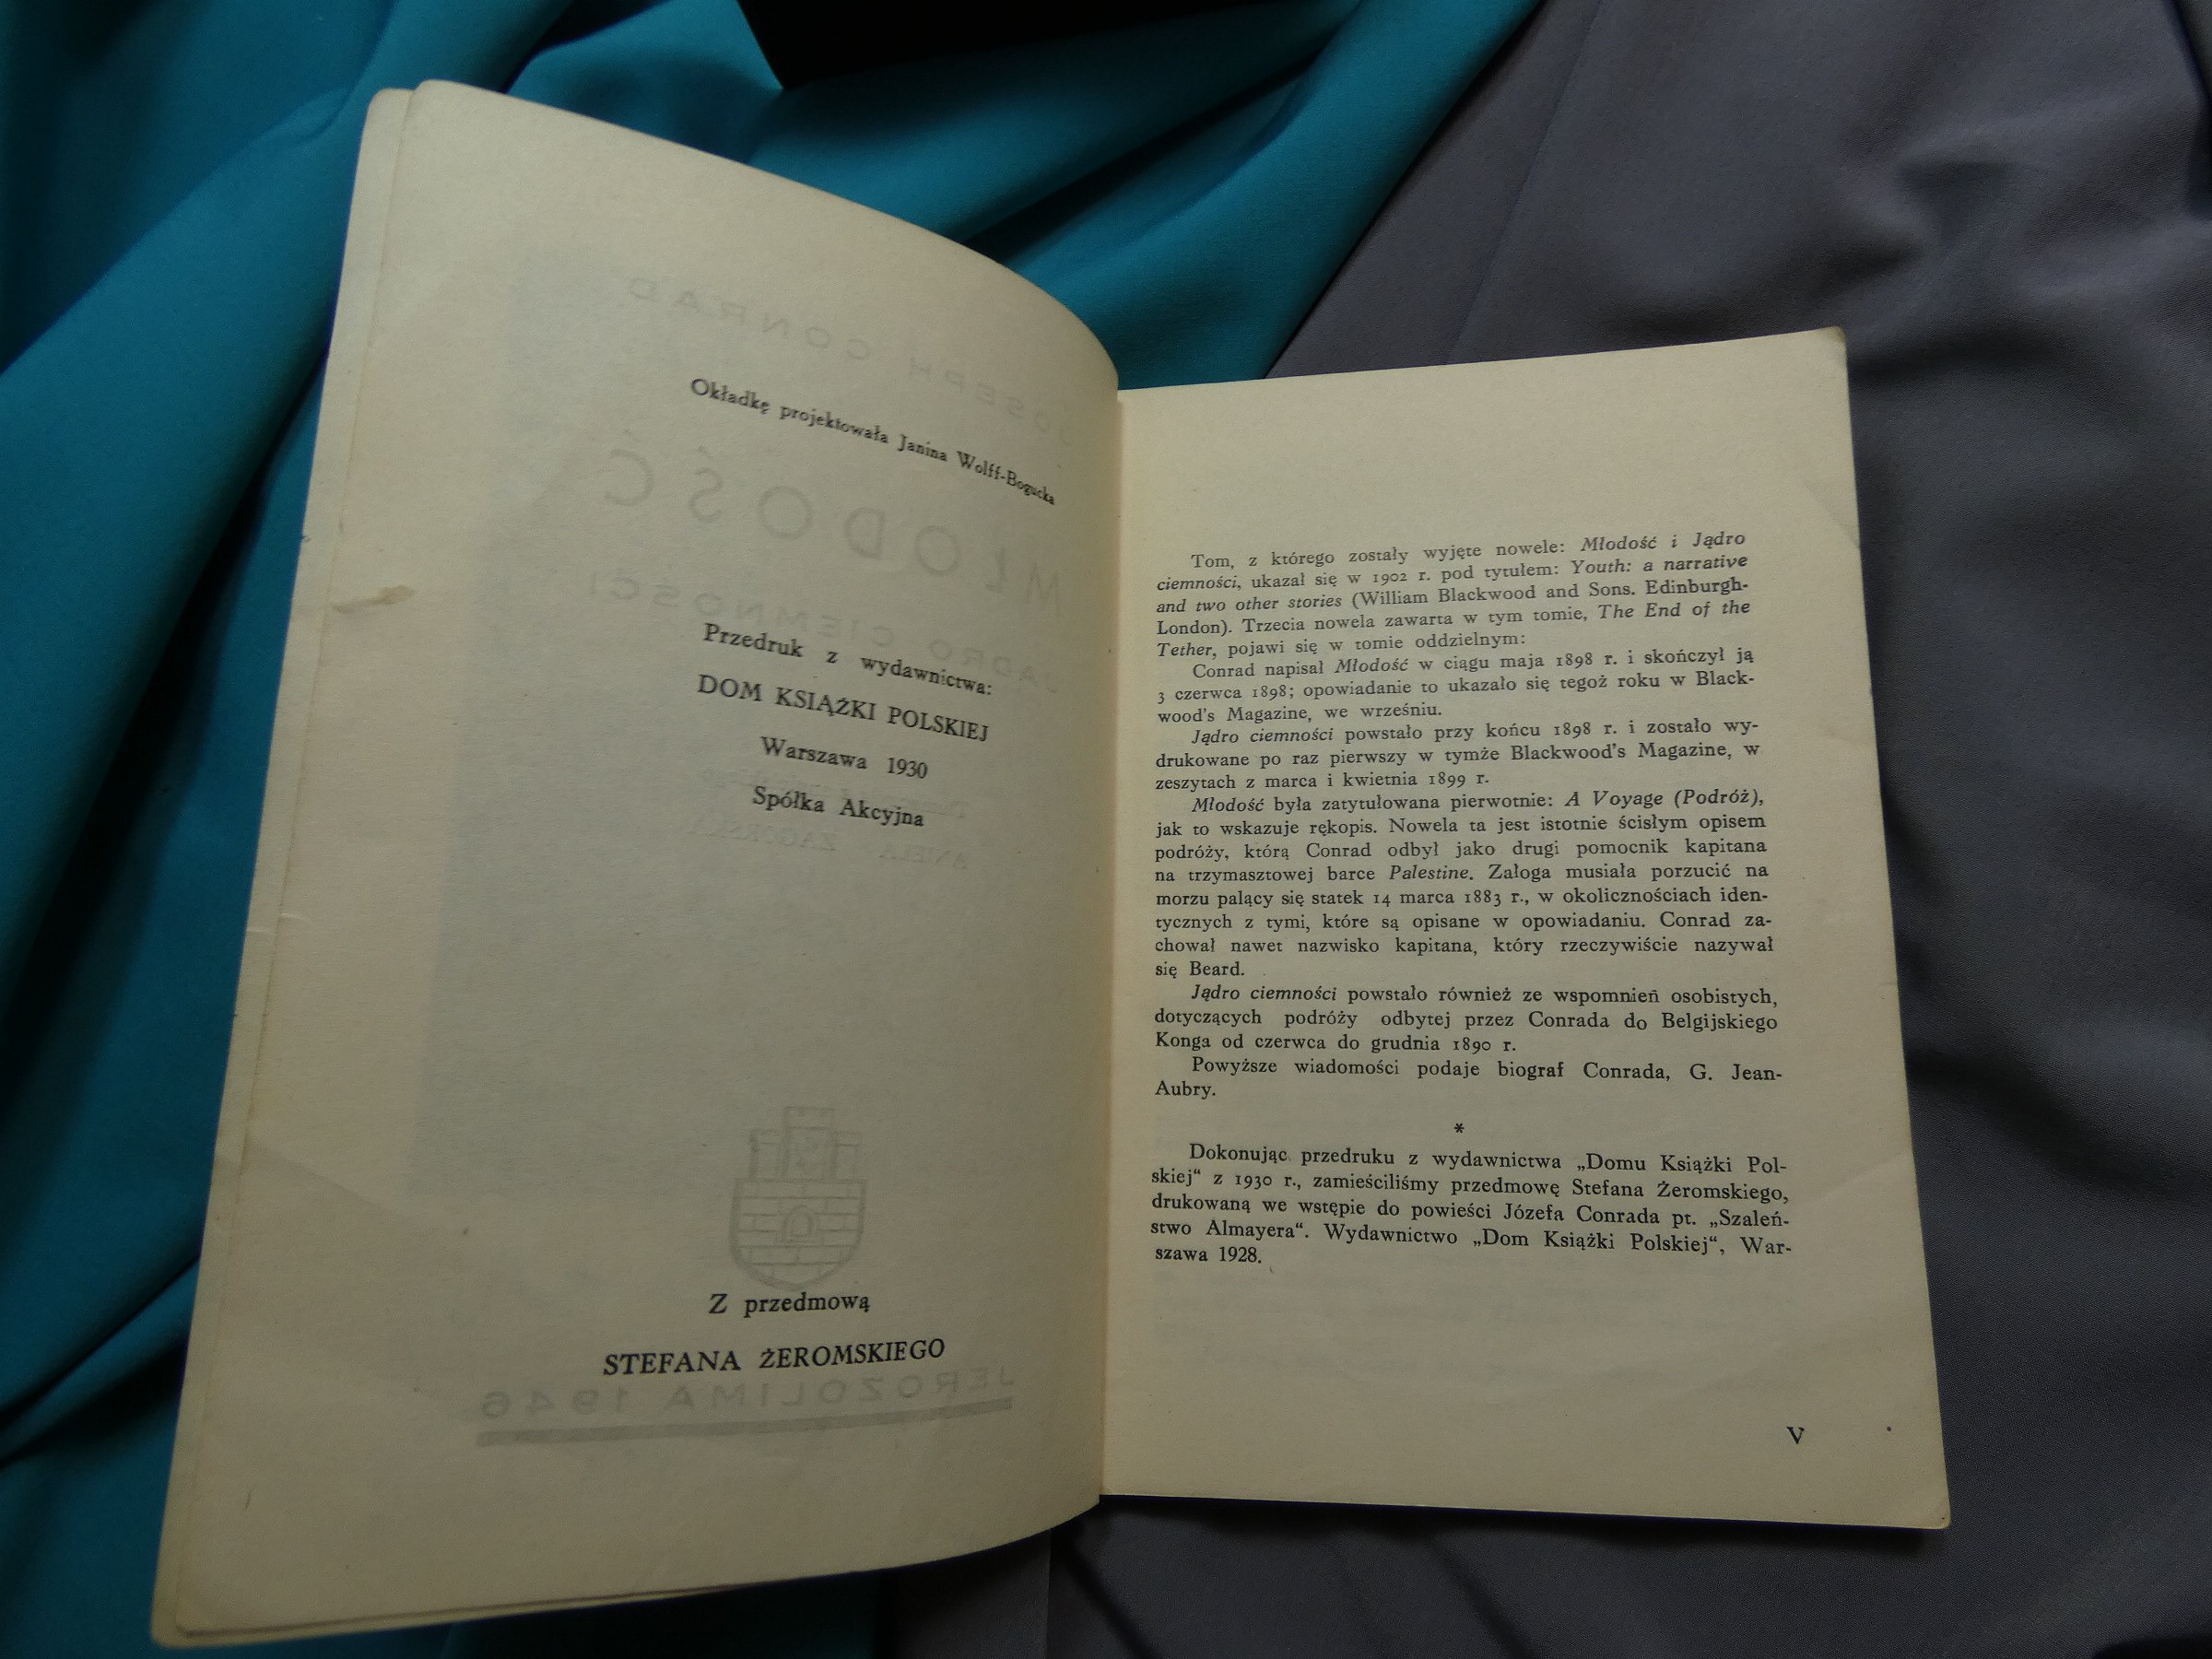 Okładkę projektowała Janina Wolff-Bogucka
Przedruk z wydawnictwa:
DOM KSIĄŻKI POLSKIEJ
Warszawa 1930
Spółka Akcyjna
Z przedmową
STEFANA ŻEROMSKIEGO
JOSEPH CONRAD
MŁODOŚĆ
JĄDRO CIEMNOŚCI
JEROZOLIMA 1946
Tom, z którego zostały wyjęte nowele: Młodość i Jądro
ciemności, ukazał się w 1902 r. pod tytułem: Youth: a narrative
and two other stories (William Blackwood and Sons. Edinburgh-
London). Trzecia nowela zawarta w tym tomie, The End of the
Tether, pojawi się w tomie oddzielnym:
Conrad napisał Młodość w ciągu maja 1898 r. i skończył ją
3 czerwca 1898; opowiadanie to ukazało się tegoż roku w Black-
wood's Magazine, we wrześniu.
Jądro ciemności powstało przy końcu 1898 r. i zostało wy-
drukowane po raz pierwszy w tymże Blackwood's Magazine, w
zeszytach z marca i kwietnia 1899 r.
Młodość była zatytułowana pierwotnie: A Voyage (Podróż),
jak to wskazuje rękopis. Nowela ta jest istotnie ścisłym opisem
podróży, którą Conrad odbył jako drugi pomocnik kapitana
na trzymasztowej barce Palestine. Załoga musiała porzucić na
morzu palący się statek 14 marca 1883 r., w okolicznościach iden-
tycznych z tymi, które są opisane w opowiadaniu. Conrad za-
chował nawet nazwisko kapitana, który rzeczywiście nazywał
się Beard.
Jądro ciemności powstało również ze wspomnień osobistych,
dotyczących podróży odbytej przez Conrada do Belgijskiego
Konga od czerwca do grudnia 1890 r.
Powyższe wiadomości podaje biograf Conrada, G. Jean-
Aubry.
*
Dokonując przedruku z wydawnictwa „Domu Książki Pol-
skiej“ z 1930 r., zamieściliśmy przedmowę Stefana Żeromskiego,
drukowaną we wstępie do powieści Józefa Conrada pt. „Szaleń-
stwo Almayera“. Wydawnictwo „Dom Książki Polskiej“, War-
szawa 1928.
V